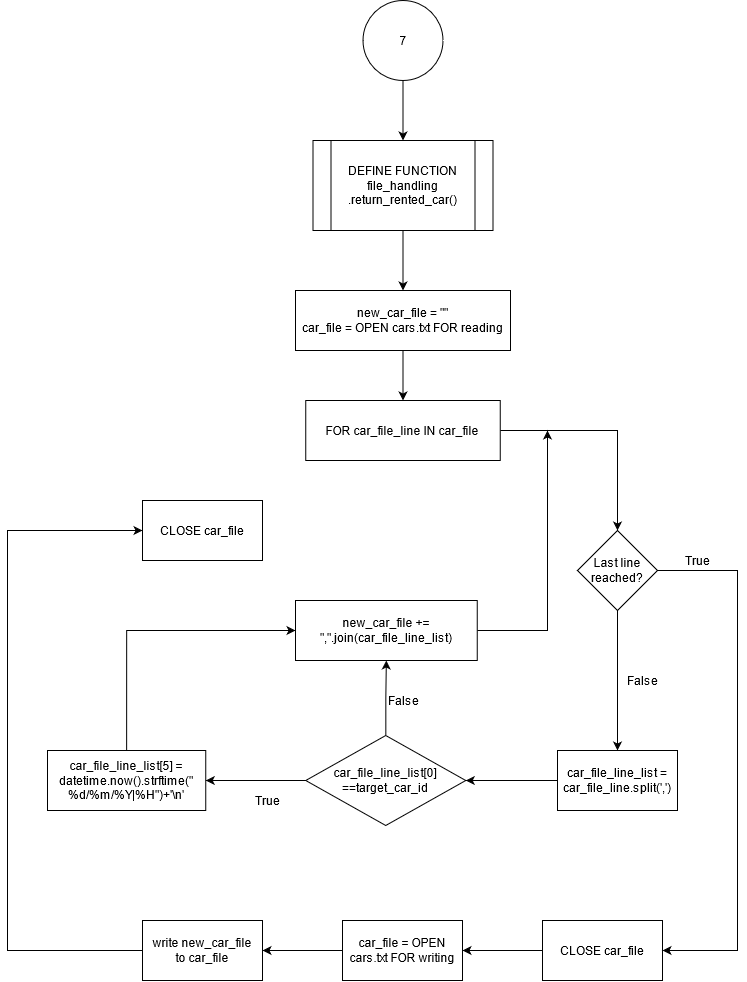 7
DEFINE FUNCTION
file_handling
.return_rented_car()
new_car_file = ""
car_file = OPEN cars.txt FOR reading
FOR car_file_line IN car_file
CLOSE car_file
Last line
reached?
True
new_car_file +=
",".join(car_file_line_list)
False
False
car_file_line_list[5] =
datetime.now().strftime("
%d/%m/%Y|%H")+'\n'
True
car_file_line_list[0]
==target_car_id
car_file_line_list =
car_file_line.split(',')
write new_car_file
to car_file
car_file = OPEN
cars.txt FOR writing
CLOSE car_file